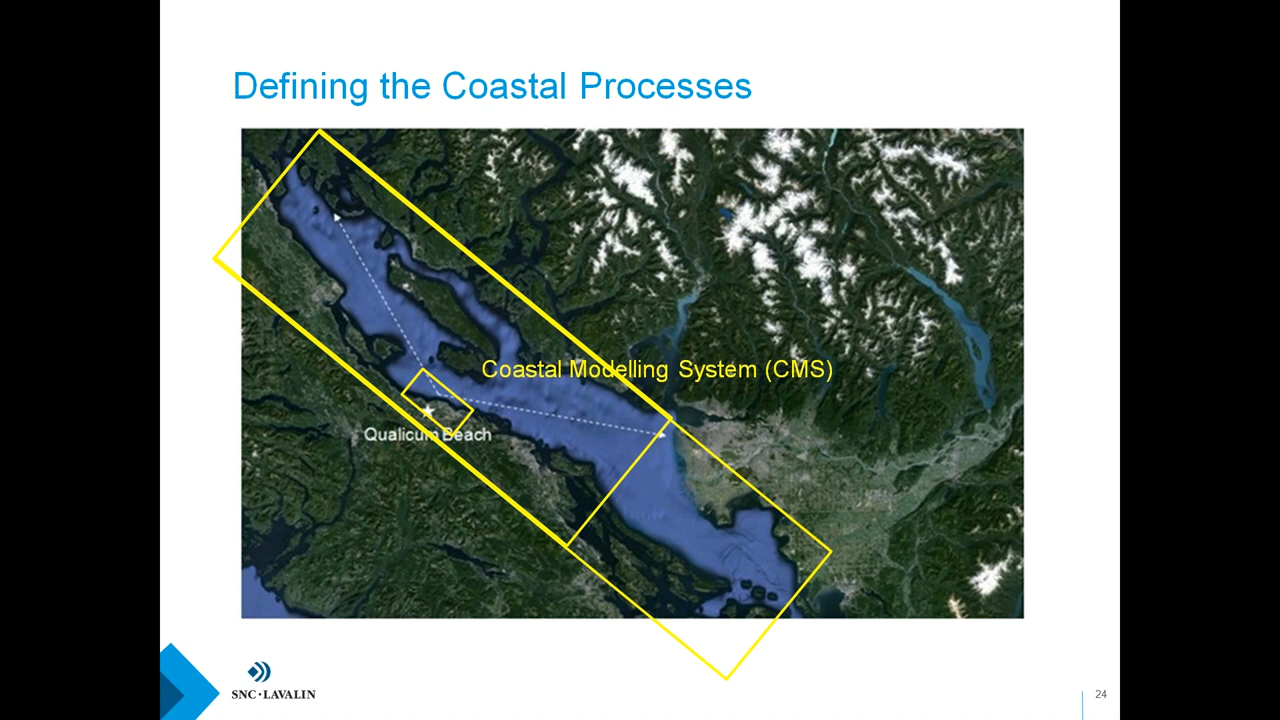 Defining the Coastal Processes
Coastal Modelling System (CMS)
Qualicum Beach
SNC·LAVALIN
24